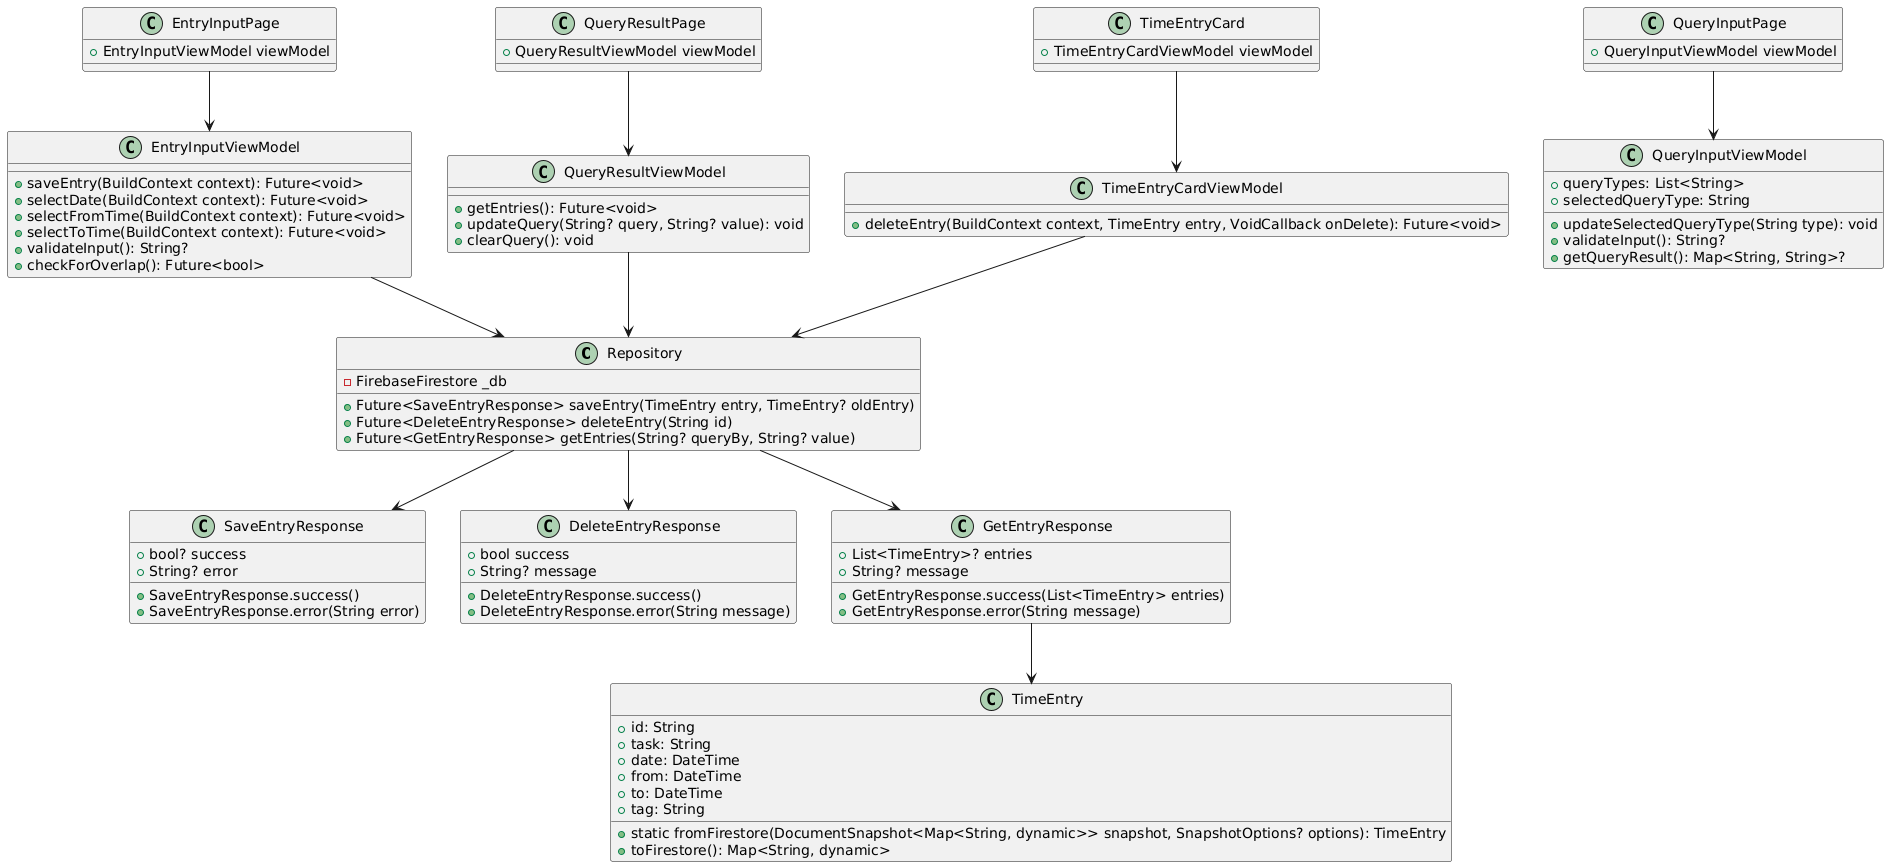 C EntryInputPage
EntryInputViewModel viewModel
C QueryResultPage
QueryResultViewModel viewModel
C TimeEntryCard
TimeEntryCardViewModel viewModel
C QueryInputPage
QueryInputViewModel viewModel
C EntryInputViewModel
saveEntry(BuildContext context): Future<void>
selectDate(BuildContext context): Future<void>
selectFromTime(BuildContext context): Future<void>
selectToTime(BuildContext context): Future<void>
validateInput(): String?
checkForOverlap(): Future<bool>
C QueryResultViewModel
getEntries(): Future<void>
updateQuery(String? query, String? value): void
clearQuery(): void
C TimeEntryCardViewModel
deleteEntry(BuildContext context, TimeEntry entry, VoidCallback onDelete): Future<void>
C QueryInputViewModel
queryTypes: List<String>
selectedQueryType: String
updateSelectedQueryType(String type): void
validateInput(): String?
getQueryResult(): Map<String, String>?
C Repository
FirebaseFirestore _db
Future<SaveEntryResponse> saveEntry(TimeEntry entry, TimeEntry? oldEntry)
Future<DeleteEntryResponse> deleteEntry(String id)
Future<GetEntryResponse> getEntries(String? queryBy, String? value)
C SaveEntryResponse
bool? success
String? error
SaveEntryResponse.success()
SaveEntryResponse.error(String error)
C DeleteEntryResponse
bool success
String? message
DeleteEntryResponse.success()
DeleteEntryResponse.error(String message)
C GetEntryResponse
List<TimeEntry>? entries
String? message
GetEntryResponse.success(List<TimeEntry> entries)
GetEntryResponse.error(String message)
C TimeEntry
id: String
task: String
date: DateTime
from: DateTime
to: DateTime
tag: String
static fromFirestore(DocumentSnapshot<Map<String, dynamic>> snapshot, SnapshotOptions? options): TimeEntry
toFirestore(): Map<String, dynamic>